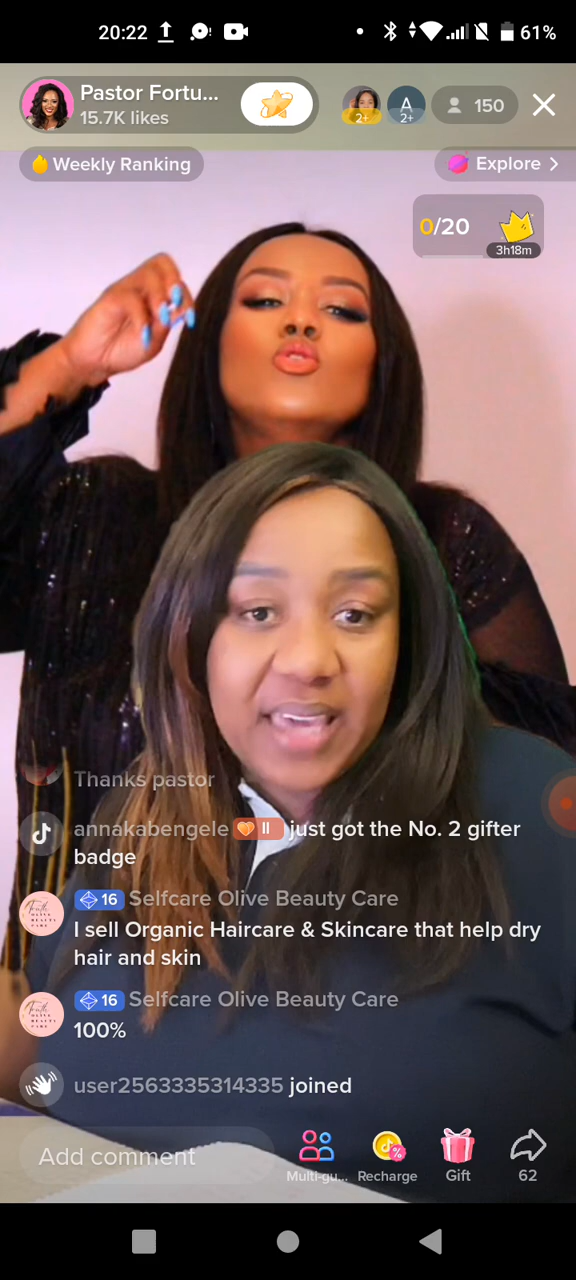 20:22
61%
Pastor Fortu...
15.7K likes
2+
A
2+
150
Weekly Ranking
Explore >
0/20
3h18m
Thanks pastor
annakabengele II just got the No. 2 gifter
badge
16 Selfcare Olive Beauty Care
I sell Organic Haircare & Skincare that help dry
hair and skin
16 Selfcare Olive Beauty Care
100%
user2563335314335 joined
Add comment
Multi-gu...
Recharge
Gift
62